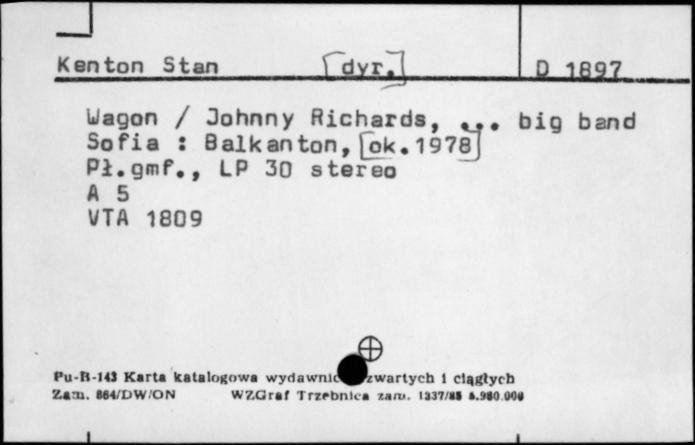 Kenton Stan [dyr.] D 1897
Wagon / Johnny Richards, ... big band
Sofia : Balkanton, [ok.1978]
Pł.gmf., LP 30 stereo
A 5
VTA 1809
Pu-B-143 Karta katalogowa wydawnic zwartych i ciągłych
Zam. 864/DW/ON WZGraf Trzebnica zam. 1337/85 5.980.000